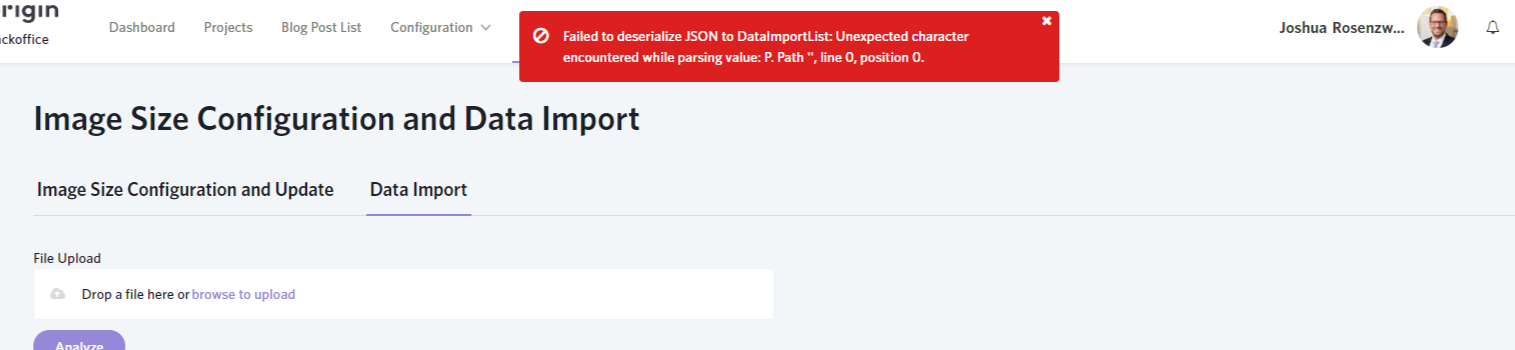 rigin
ckoffice
Dashboard
Projects
Blog Post List
Configuration
Failed to deserialize JSON to DataImportList: Unexpected character
encountered while parsing value: P. Path '', line 0, position 0.
Joshua Rosenzw...
Image Size Configuration and Data Import
Image Size Configuration and Update
Data Import
File Upload
Drop a file here or browse to upload
Analyze